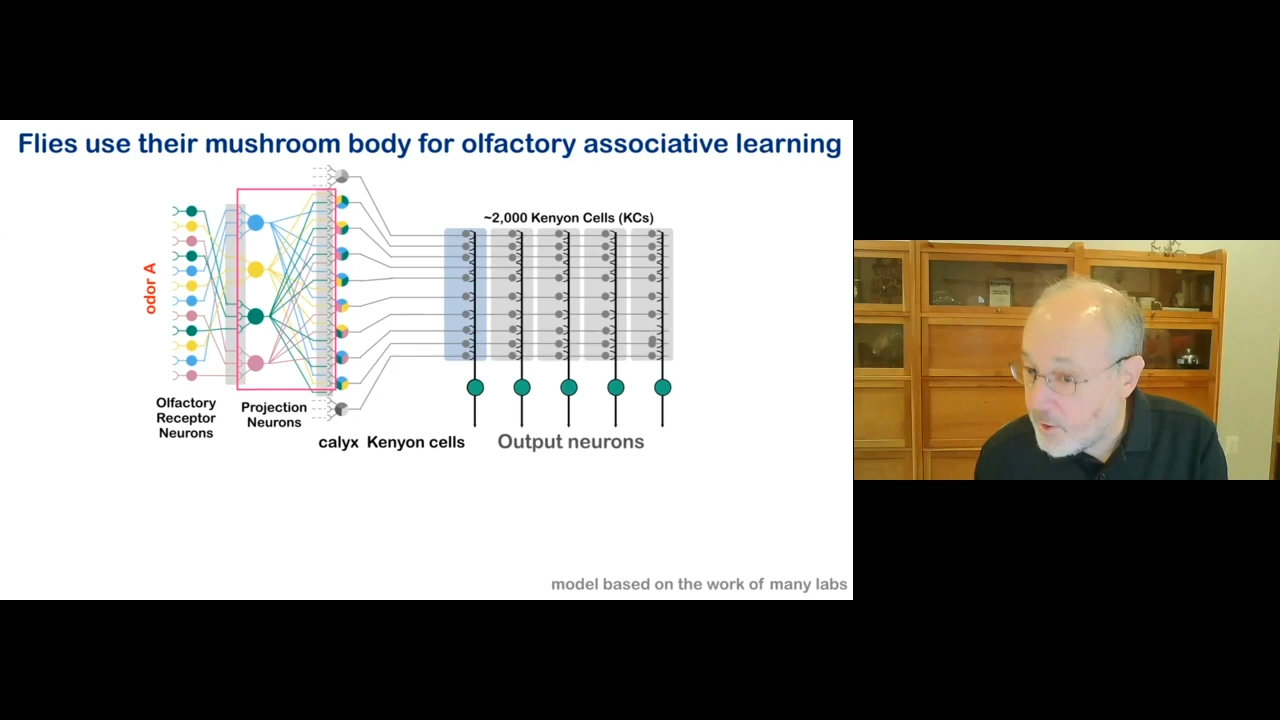 Flies use their mushroom body for olfactory associative learning
~2,000 Kenyon Cells (KCs)
odor A
Olfactory
Receptor
Neurons
Projection
Neurons
calyx Kenyon cells
Output neurons
model based on the work of many labs